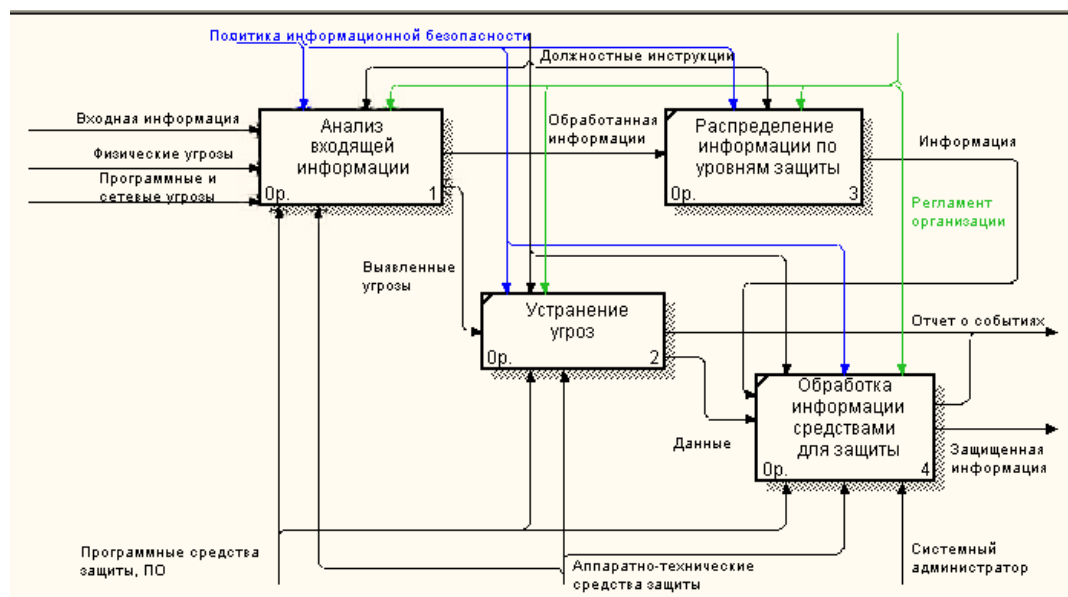 Политика информационной безопасности
Должностные инструкции
Входная информация
Физические угрозы
Программные и
сетевые угрозы
Анализ
входящей
информации
0р.
1
Обработанная
информации
Распределение
информации по
уровням защиты
0р.
3
Информация
Регламент
организации
Выявленные
угрозы
Устранение
угроз
0р.
2
Отчет о событиях
Данные
Обработка
информации
средствами
для защиты
0р.
4
Защищенная
информация
Программные средства
защиты, ПО
Аппаратно-технические
средства защиты
Системный
администратор